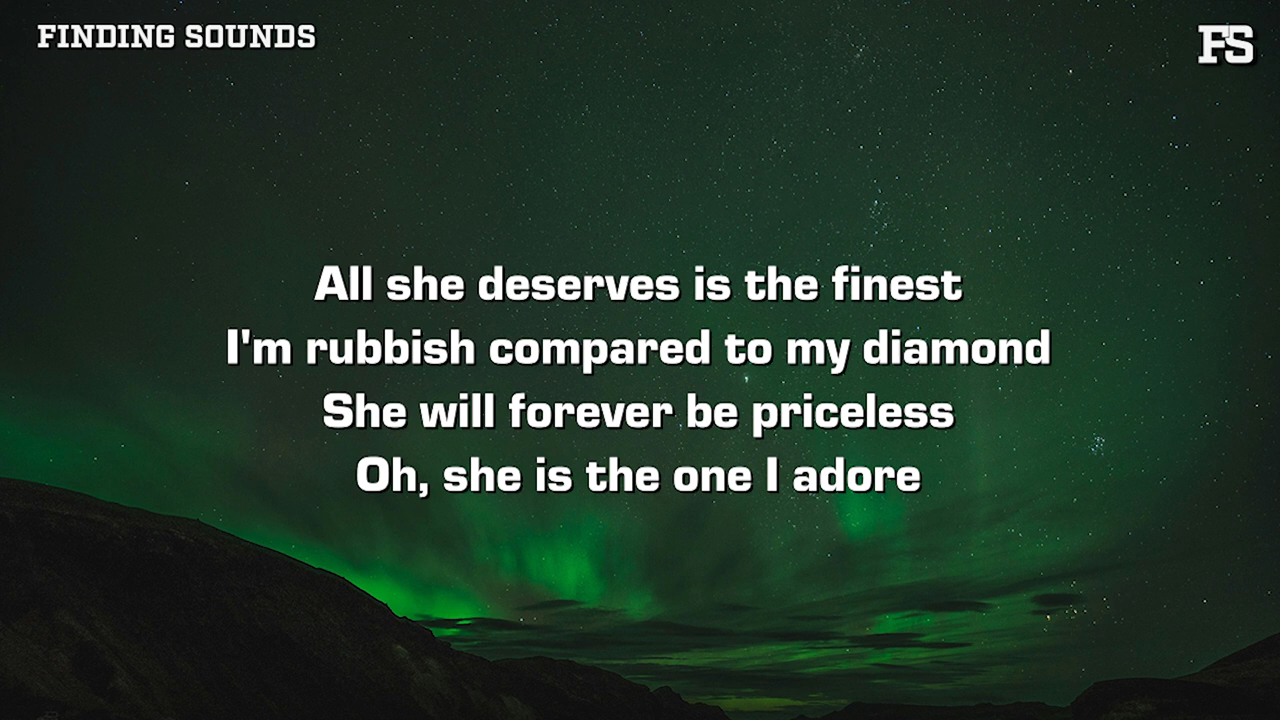 FINDING SOUNDS
FS
All she deserves is the finest
I'm rubbish compared to my diamond
She will forever be priceless
Oh, she is the one I adore